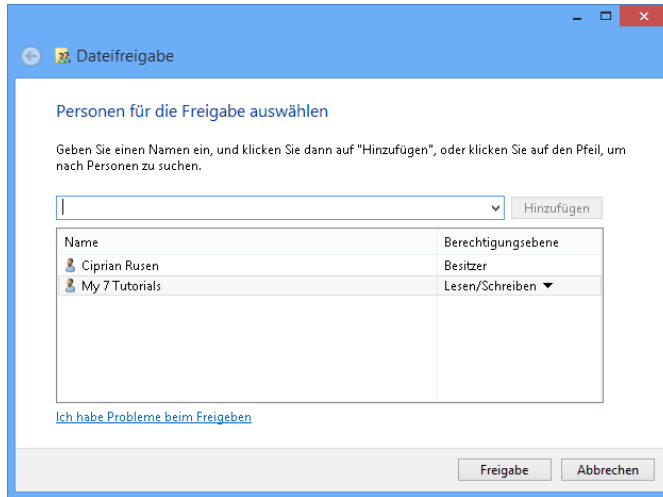 Dateifreigabe
Personen für die Freigabe auswählen
Geben Sie einen Namen ein, und klicken Sie dann auf "Hinzufügen", oder klicken Sie auf den Pfeil, um
nach Personen zu suchen.
Hinzufügen
Name Berechtigungsebene
Ciprian Rusen Besitzer
My 7 Tutorials Lesen/Schreiben
Ich habe Probleme beim Freigeben
Freigabe Abbrechen